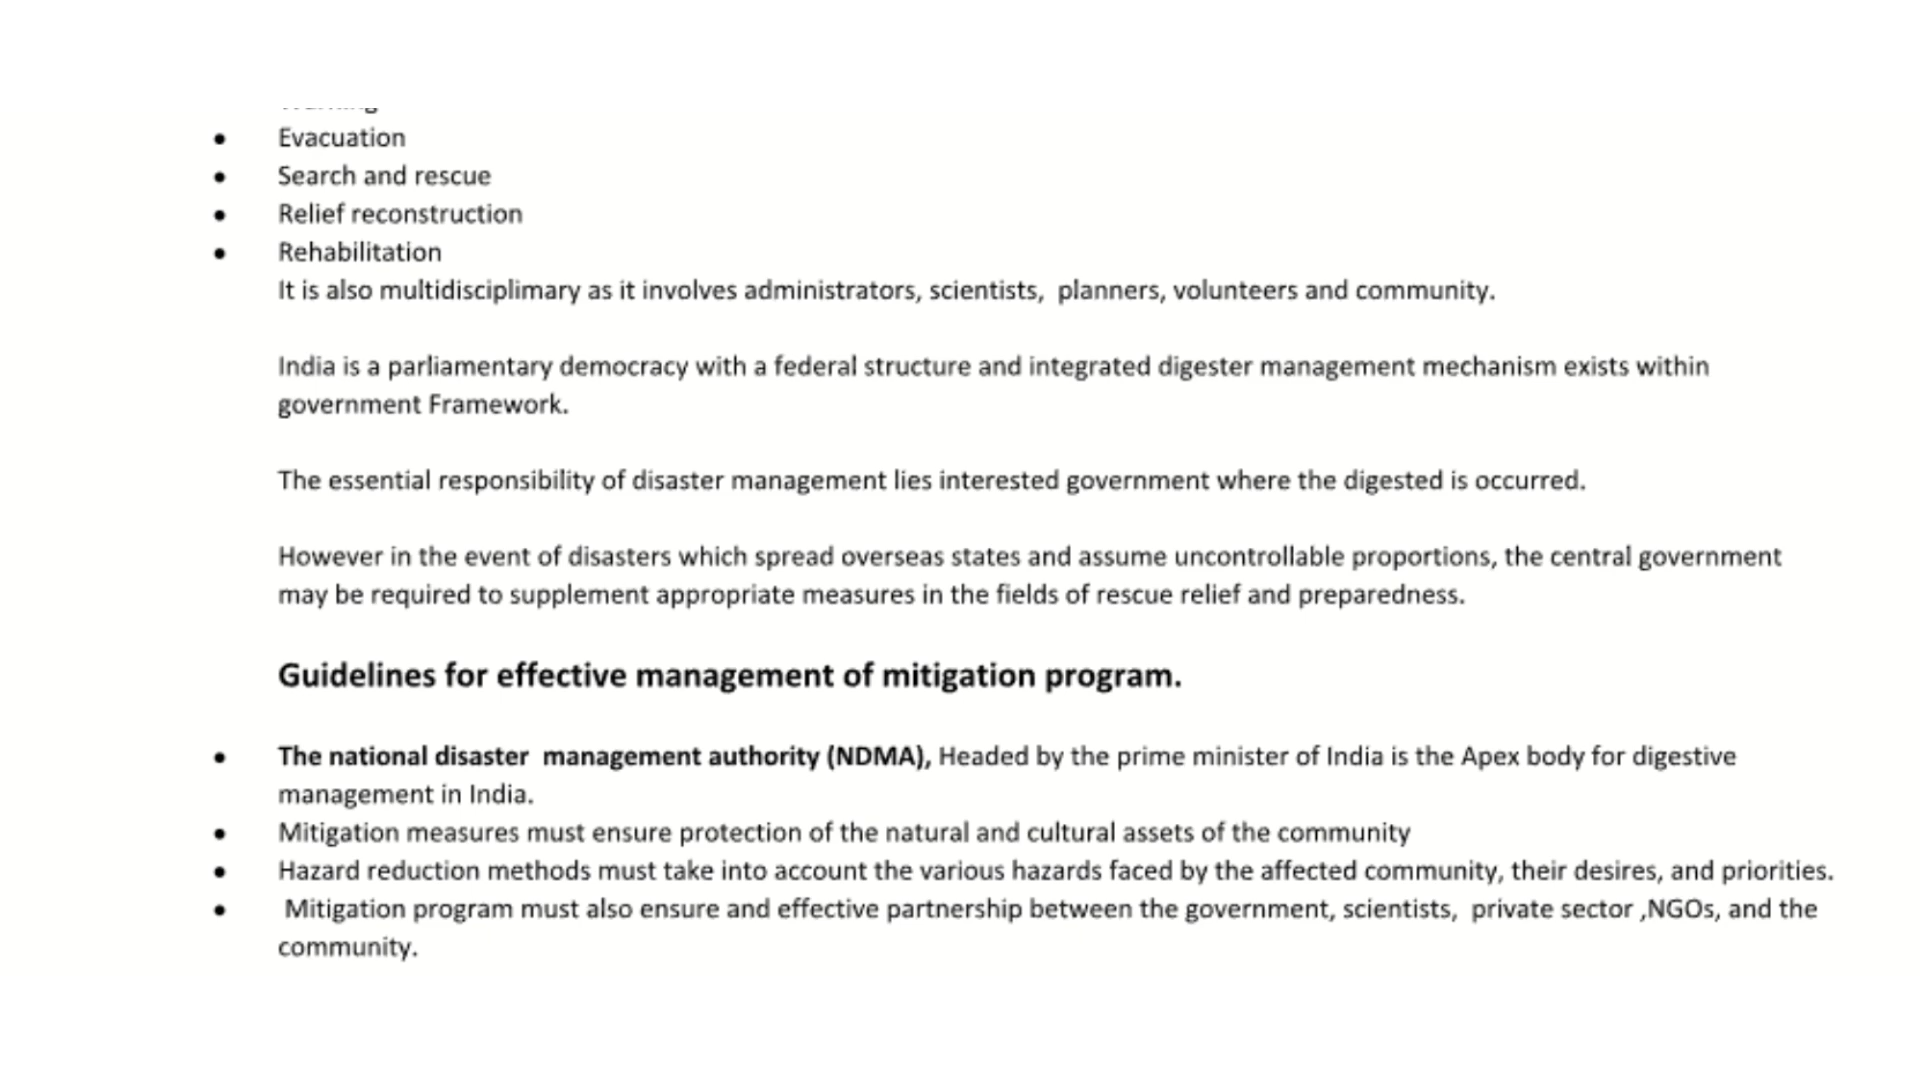 • Evacuation
• Search and rescue
• Relief reconstruction
• Rehabilitation
It is also multidisciplimary as it involves administrators, scientists,  planners, volunteers and community.
India is a parliamentary democracy with a federal structure and integrated digester management mechanism exists within
government Framework.
The essential responsibility of disaster management lies interested government where the digested is occurred.
However in the event of disasters which spread overseas states and assume uncontrollable proportions, the central government
may be required to supplement appropriate measures in the fields of rescue relief and preparedness.
Guidelines for effective management of mitigation program.
• The national disaster  management authority (NDMA), Headed by the prime minister of India is the Apex body for digestive
management in India.
• Mitigation measures must ensure protection of the natural and cultural assets of the community
• Hazard reduction methods must take into account the various hazards faced by the affected community, their desires, and priorities.
• Mitigation program must also ensure and effective partnership between the government, scientists,  private sector ,NGOs, and the
community.